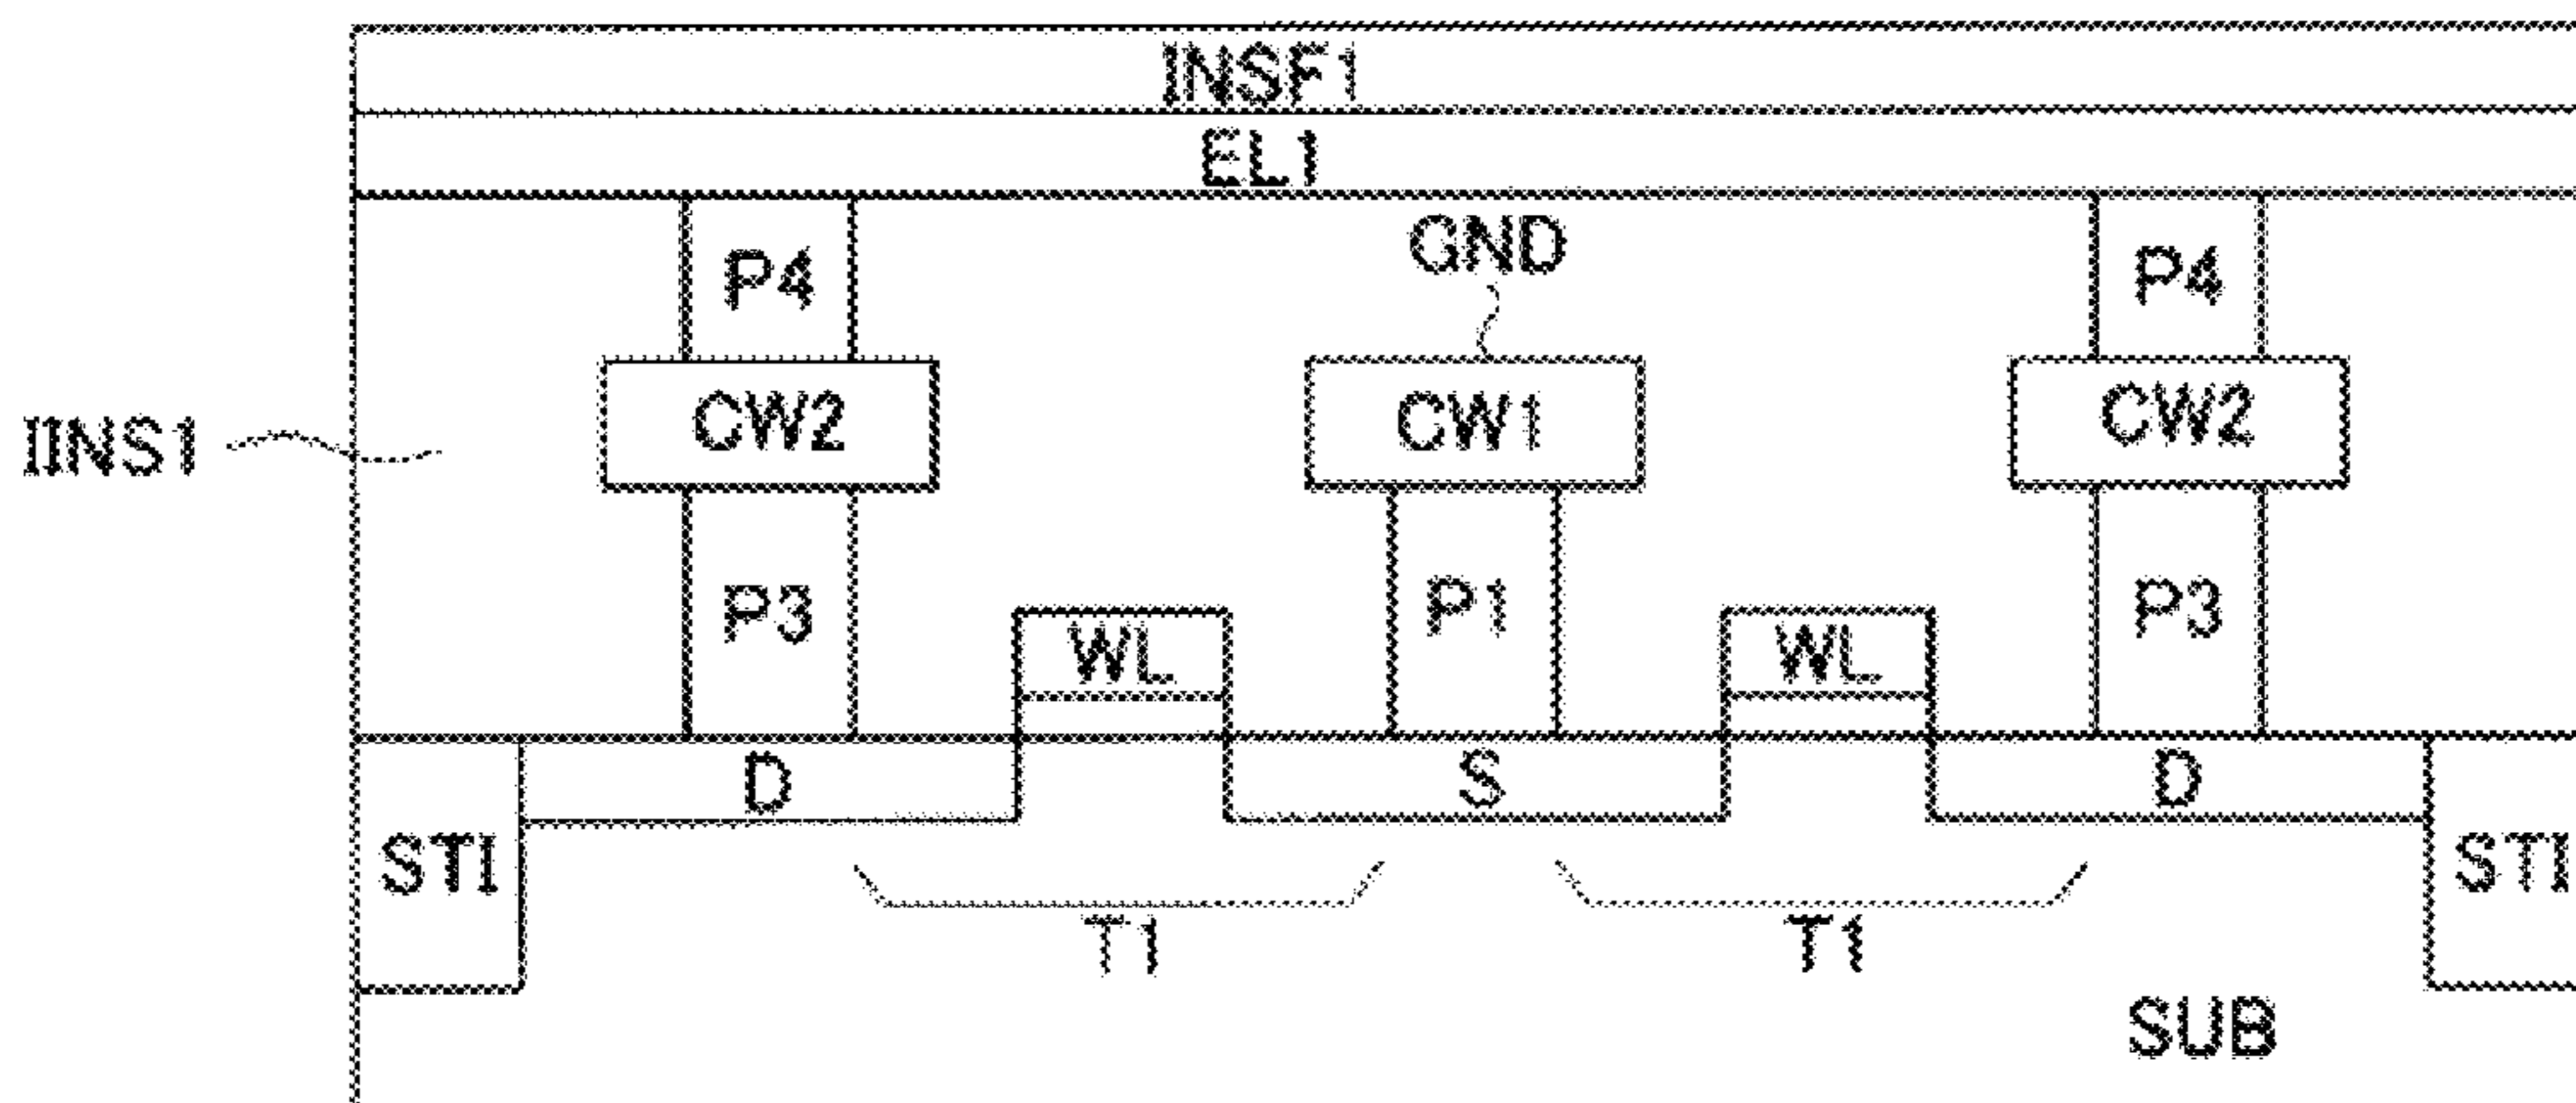 INSF1
EL1
GND
P4
P4
CW2
CW1
CW2
IINS1
P3
P1
P3
WL
WL
D
S
D
STI
STI
T1
T1
SUB